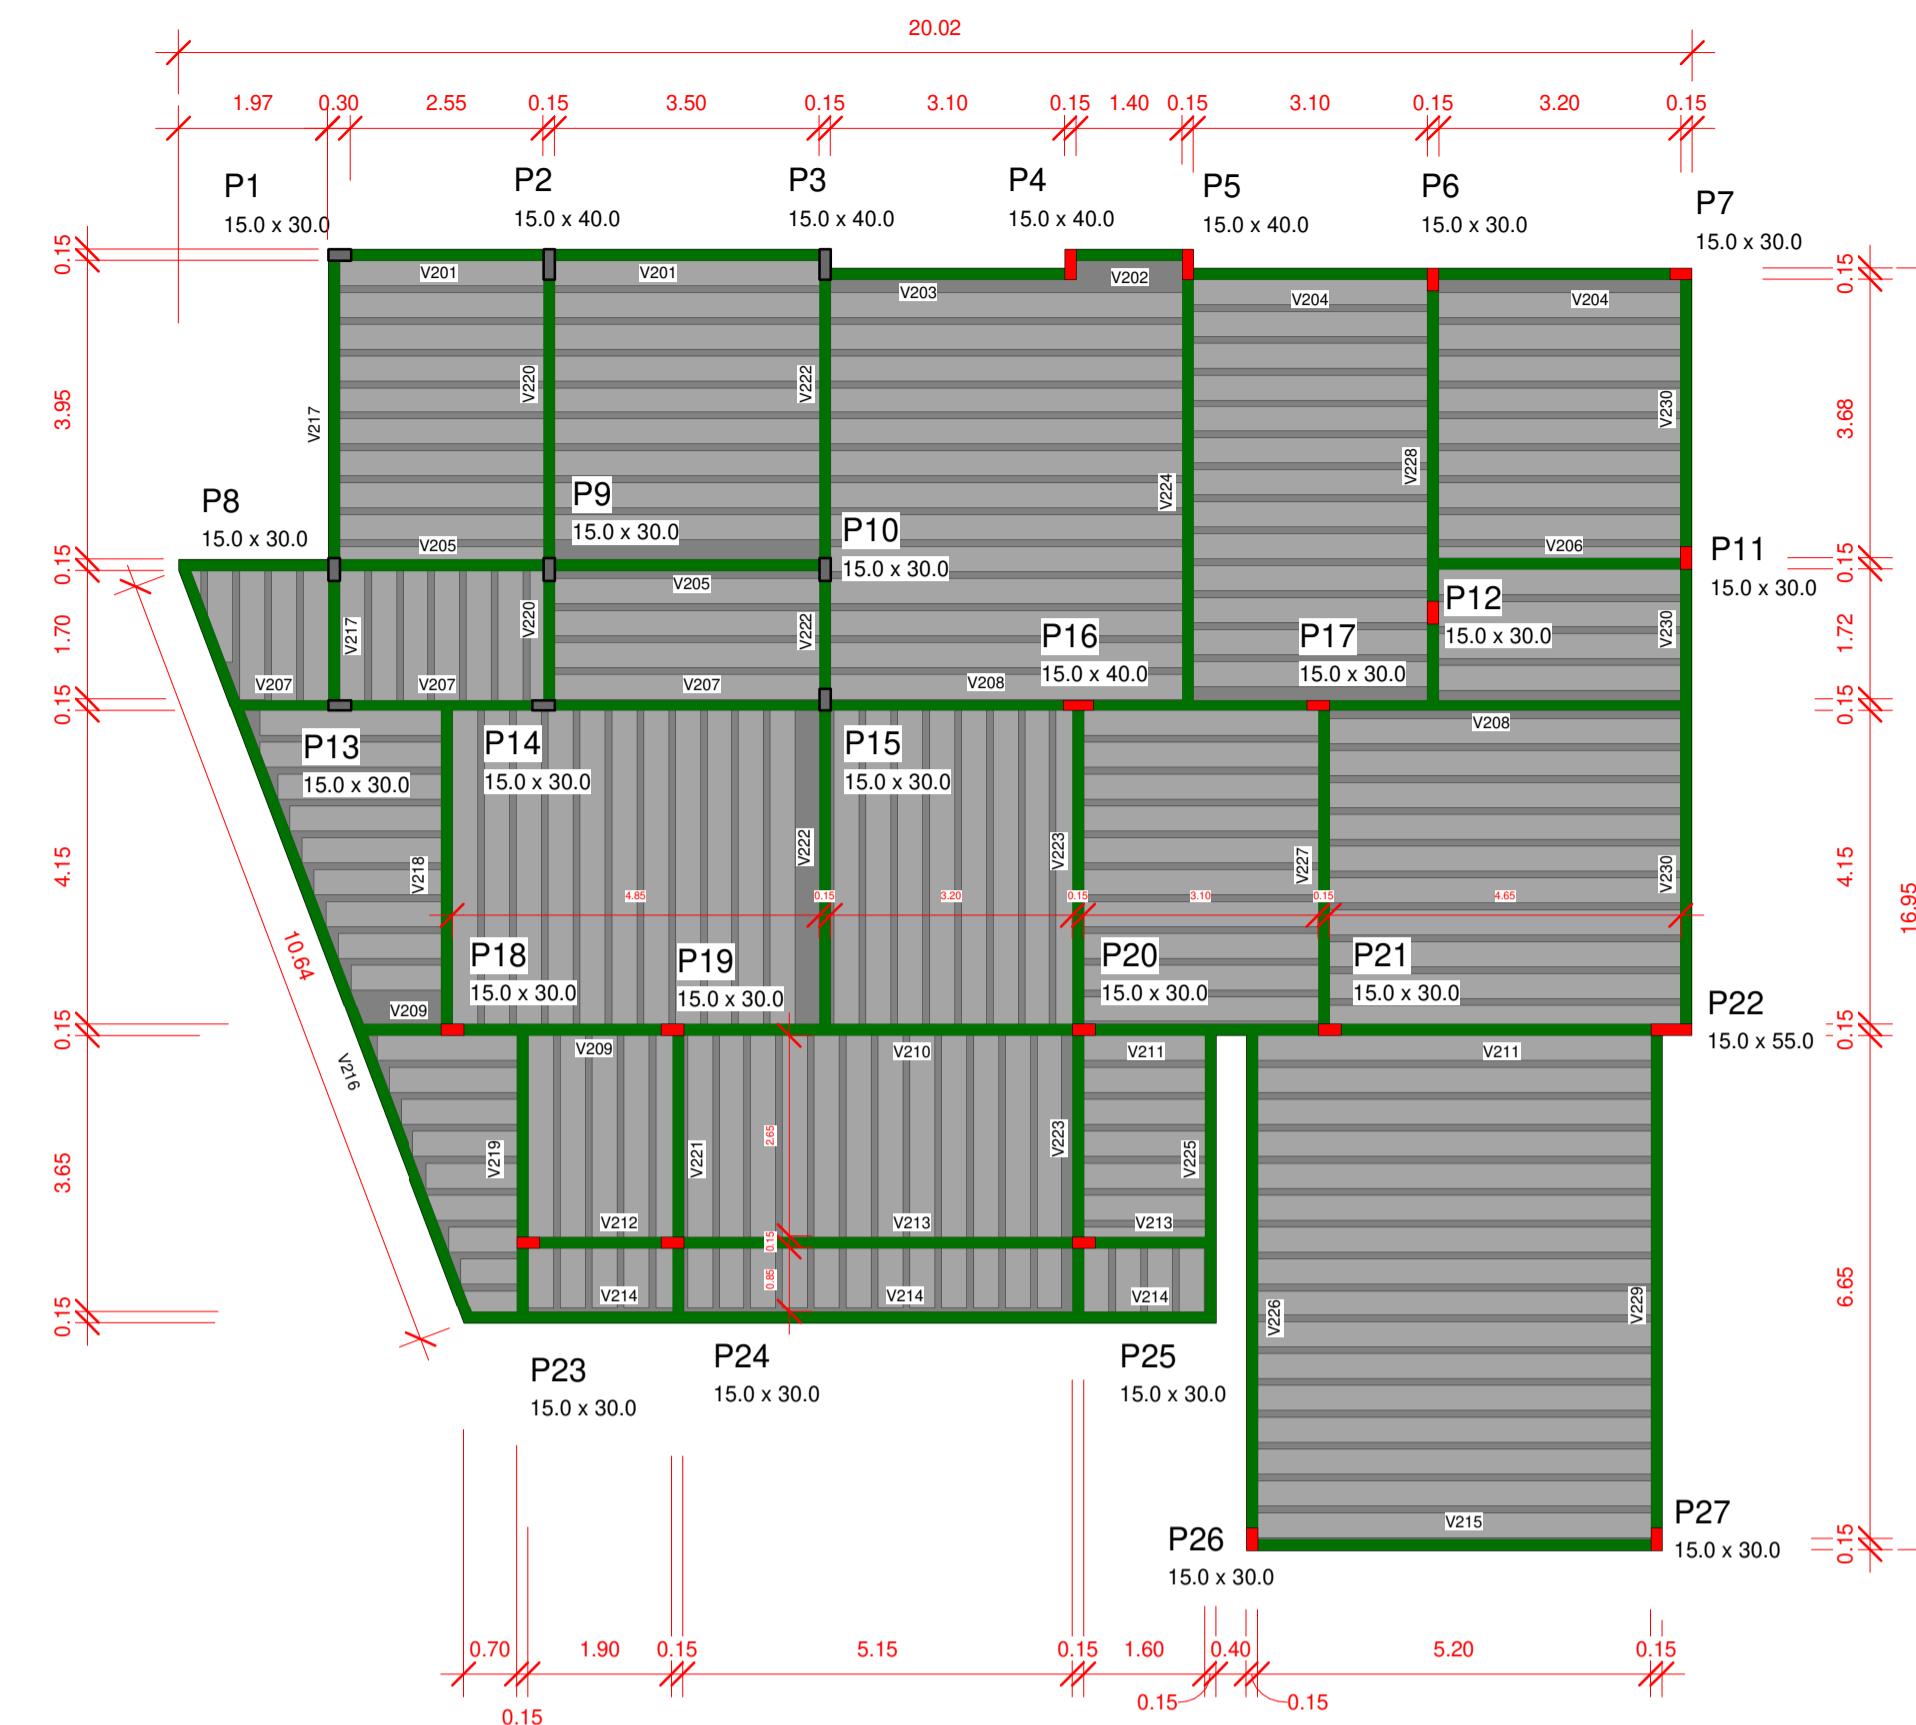 20.02
1.97 0.30 2.55 0.15 3.50 0.15 3.10 0.15 1.40 0.15 3.10 0.15 3.20 0.15
P1
15.0 x 30.0
P2
15.0 x 40.0
P3
15.0 x 40.0
P4
15.0 x 40.0
P5
15.0 x 40.0
P6
15.0 x 30.0
P7
15.0 x 30.0
0.15
0.15
V201 V201 V202
V203 V204 V204
3.95
V217
V220
V222
V224
V228
V230
3.68
P8
15.0 x 30.0
P9
15.0 x 30.0
P10
15.0 x 30.0
V205
V206
P11
15.0 x 30.0
0.15
0.15
V205
P12
15.0 x 30.0
1.70
V217
V220
V222
P16
15.0 x 40.0
P17
15.0 x 30.0
V230
1.72
V207 V207 V207 V208
0.15
0.15
V208
P13
15.0 x 30.0
P14
15.0 x 30.0
P15
15.0 x 30.0
4.15
V218
V222
V223
V227
V230
4.15
16.95
4.85 0.15 3.20 0.15 3.10 0.15 4.65
10.64
P18
15.0 x 30.0
P19
15.0 x 30.0
P20
15.0 x 30.0
P21
15.0 x 30.0
P22
15.0 x 55.0
V209
0.15
0.15
V209 V210 V211 V211
V216
3.65
V219
V221
2.65
V223
V225
V212 V213 V213
0.15
0.85
V214 V214 V214
V226
V229
6.65
0.15
P23
15.0 x 30.0
P24
15.0 x 30.0
P25
15.0 x 30.0
V215
P26
15.0 x 30.0
P27
15.0 x 30.0
0.15
0.70 1.90 0.15 5.15 0.15 1.60 0.40 5.20 0.15
0.15 0.15 0.15